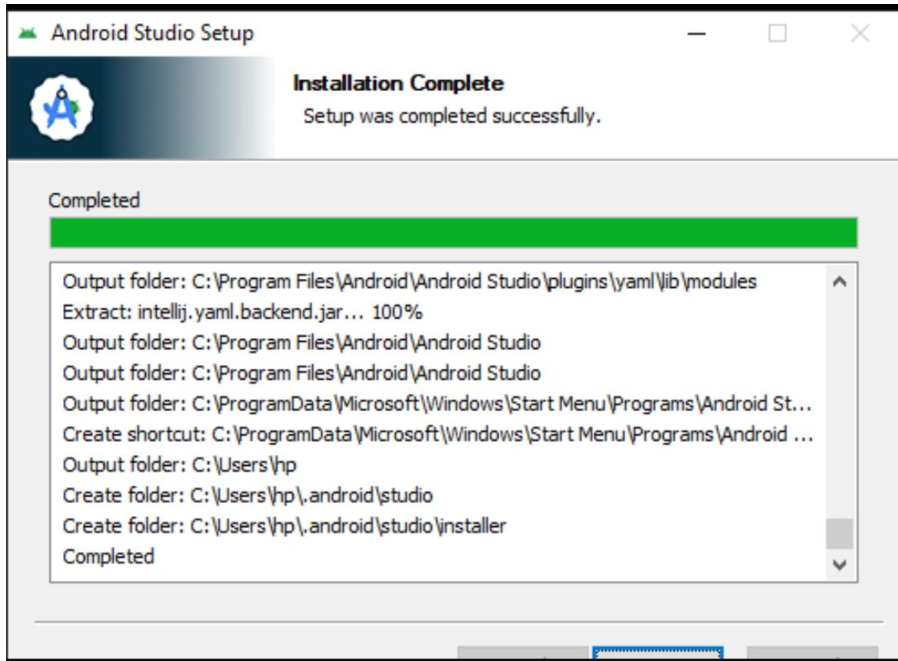 Android Studio Setup
Installation Complete
Setup was completed successfully.
Completed
Output folder: C:\Program Files\Android\Android Studio\plugins\yaml\lib\modules
Extract: intellij.yaml.backend.jar... 100%
Output folder: C:\Program Files\Android\Android Studio
Output folder: C:\Program Files\Android\Android Studio
Output folder: C:\ProgramData\Microsoft\Windows\Start Menu\Programs\Android St...
Create shortcut: C:\ProgramData\Microsoft\Windows\Start Menu\Programs\Android ...
Output folder: C:\Users\hp
Create folder: C:\Users\hp\.android\studio
Create folder: C:\Users\hp\.android\studio\installer
Completed